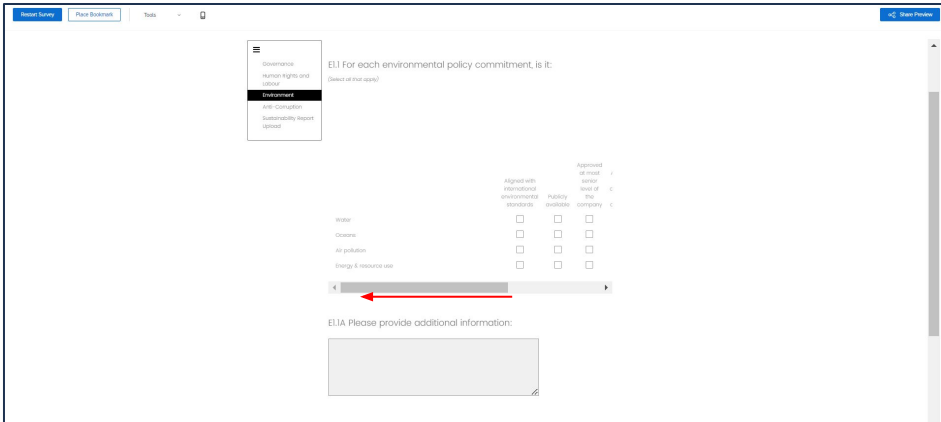 Restart Survey
Place Bookmark
Tools
Share Preview
Governance
Human Rights and
Labour
Environment
Anti-Corruption
Sustainability Report
Upload
E1.1 For each environmental policy commitment, is it:
(Select all that apply)
Aligned with
international
environmental
standards
Publicly
available
Approved
at most
senior
level of
the
company
Water
Oceans
Air pollution
Energy & resource use
E1.1A Please provide additional information: